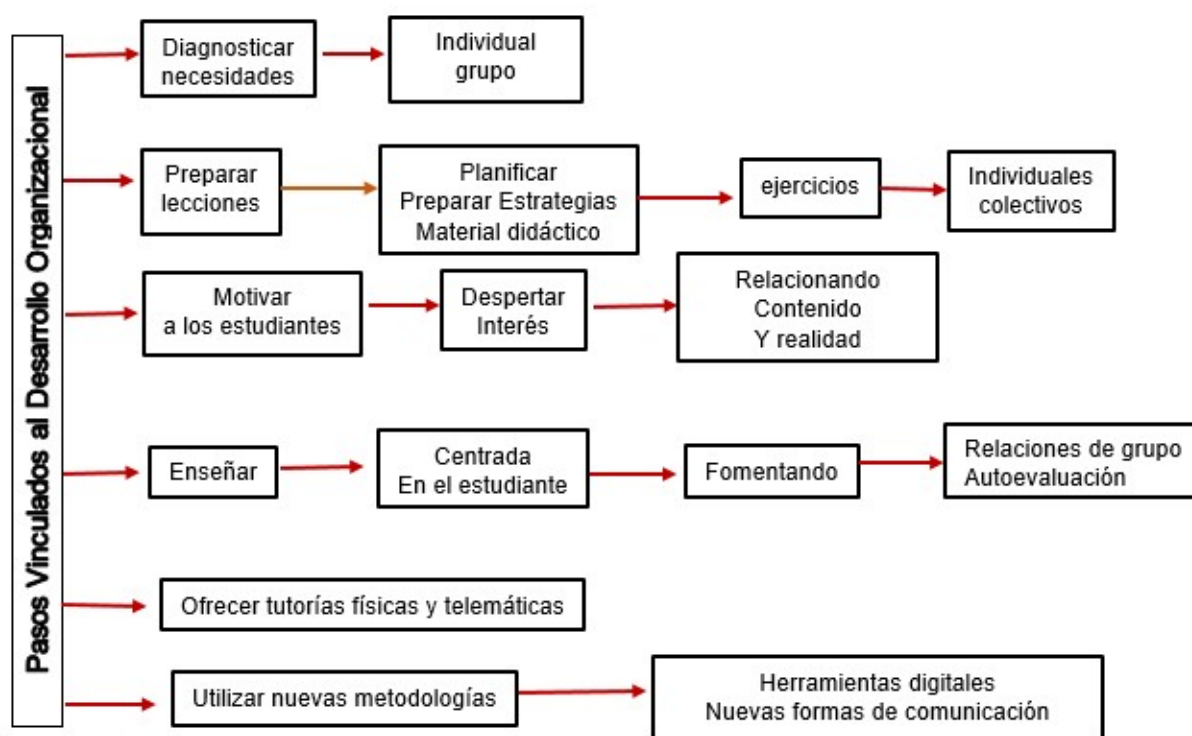 Pasos Vinculados al Desarrollo Organizacional
Diagnosticar
necesidades
Individual
grupo
Preparar
lecciones
Planificar
Preparar Estrategias
Material didáctico
ejercicios
Individuales
colectivos
Motivar
a los estudiantes
Despertar
Interés
Relacionando
Contenido
Y realidad
Enseñar
Centrada
En el estudiante
Fomentando
Relaciones de grupo
Autoevaluación
Ofrecer tutorías físicas y telemáticas
Utilizar nuevas metodologías
Herramientas digitales
Nuevas formas de comunicación